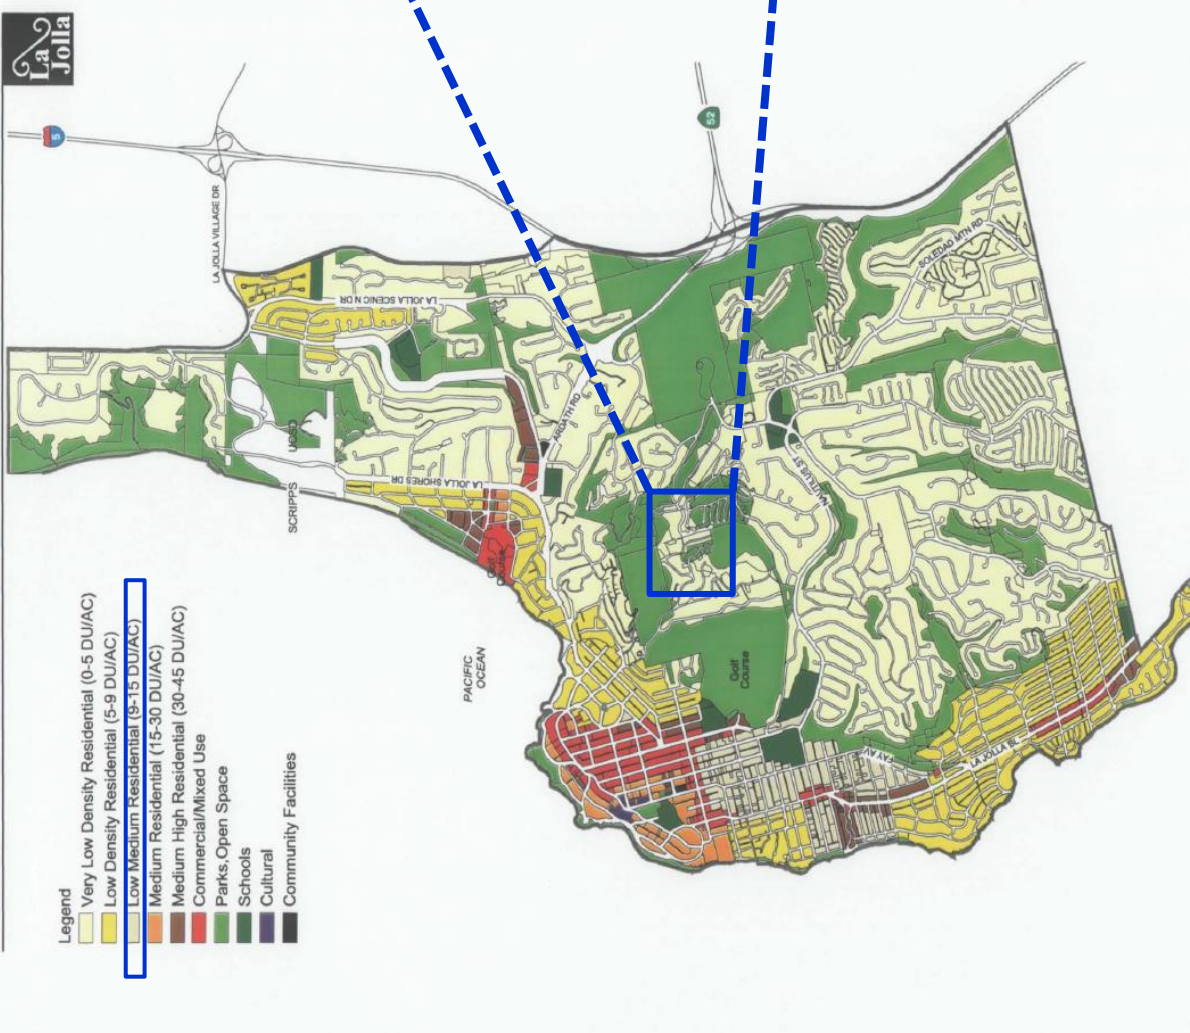 La
Jolla
5
52
LA JOLLA VILLAGE DR
LA JOLLA SCENIC N DR
SOLEDAD MTN RD
ARDATH RD
UCSD
SCRIPPS
LA JOLLA SHORES DR
NAUTILUS ST
Golf
Course
PACIFIC
OCEAN
Golf
Course
FAY AV
LA JOLLA BL
Legend
Very Low Density Residential (0-5 DU/AC)
Low Density Residential (5-9 DU/AC)
Low Medium Residential (9-15 DU/AC)
Medium Residential (15-30 DU/AC)
Medium High Residential (30-45 DU/AC)
Commercial/Mixed Use
Parks,Open Space
Schools
Cultural
Community Facilities